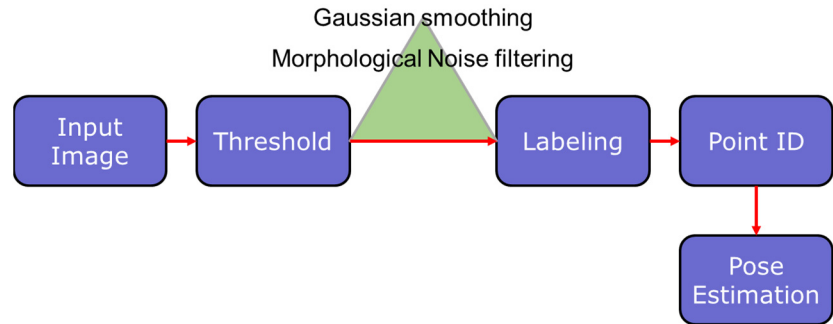 Gaussian smoothing
Morphological Noise filtering
Input
Image
Threshold
Labeling
Point ID
Pose
Estimation